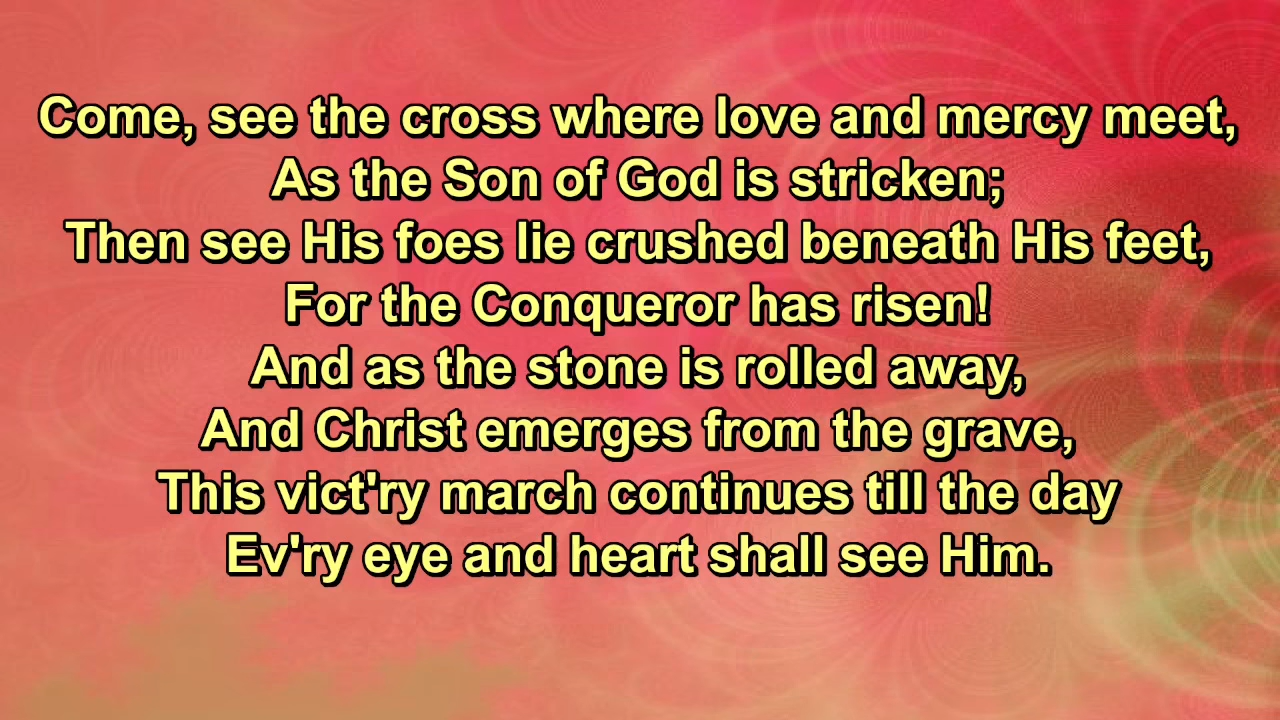 Come, see the cross where love and mercy meet,
As the Son of God is stricken;
Then see His foes lie crushed beneath His feet,
For the Conqueror has risen!
And as the stone is rolled away,
And Christ emerges from the grave,
This vict'ry march continues till the day
Ev'ry eye and heart shall see Him.